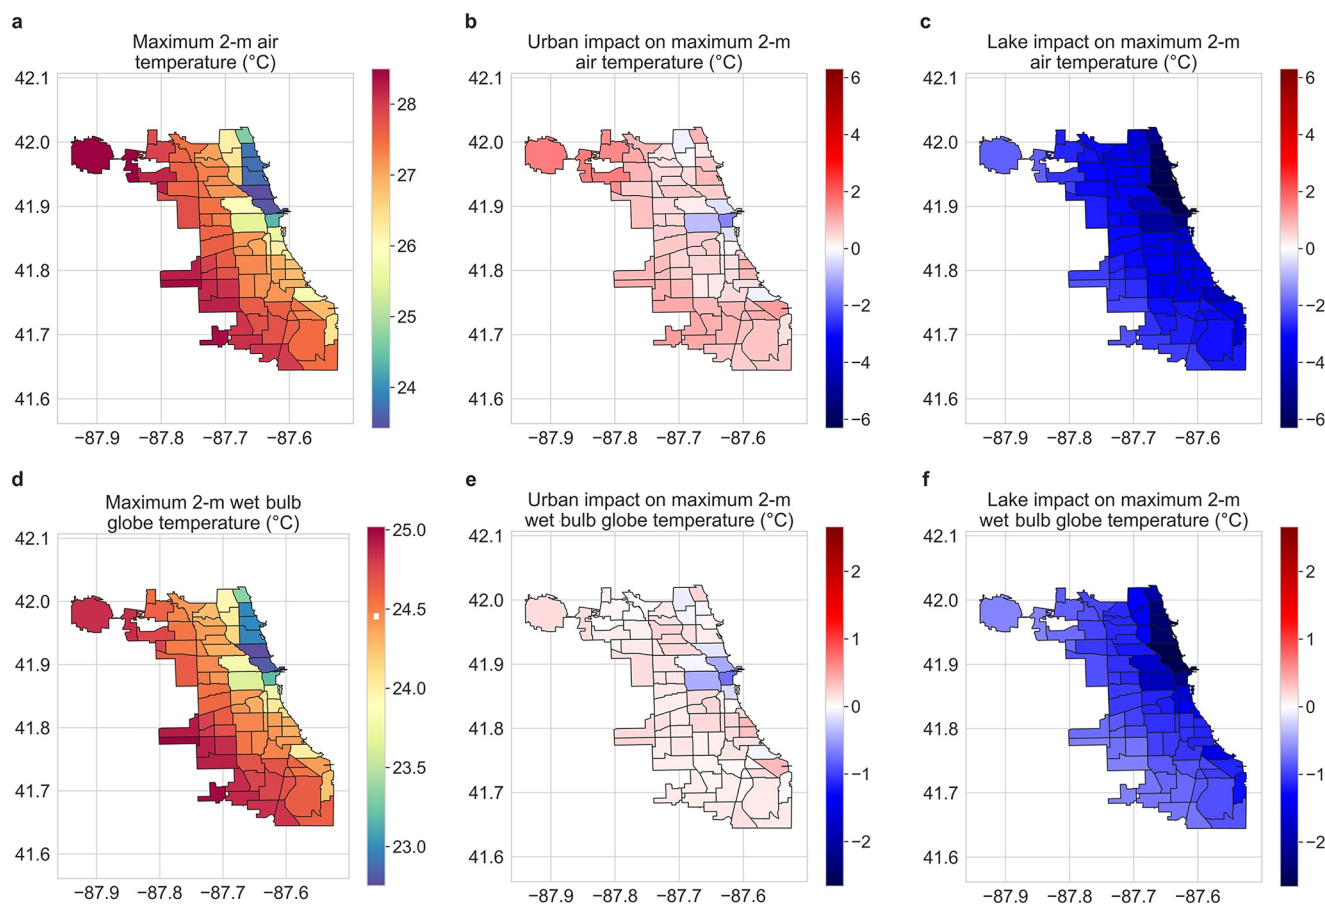 a
Maximum 2-m air
temperature (°C)
42.1
42.0
41.9
41.8
41.7
41.6
−87.9 −87.8 −87.7 −87.6
28
27
26
25
24
b
Urban impact on maximum 2-m
air temperature (°C)
42.1
42.0
41.9
41.8
41.7
41.6
−87.9 −87.8 −87.7 −87.6
6
4
2
0
−2
−4
−6
c
Lake impact on maximum 2-m
air temperature (°C)
42.1
42.0
41.9
41.8
41.7
41.6
−87.9 −87.8 −87.7 −87.6
6
4
2
0
−2
−4
−6
d
Maximum 2-m wet bulb
globe temperature (°C)
42.1
42.0
41.9
41.8
41.7
41.6
−87.9 −87.8 −87.7 −87.6
25.0
24.5
24.0
23.5
23.0
e
Urban impact on maximum 2-m
wet bulb globe temperature (°C)
42.1
42.0
41.9
41.8
41.7
41.6
−87.9 −87.8 −87.7 −87.6
2
1
0
−1
−2
f
Lake impact on maximum 2-m
wet bulb globe temperature (°C)
42.1
42.0
41.9
41.8
41.7
41.6
−87.9 −87.8 −87.7 −87.6
2
1
0
−1
−2